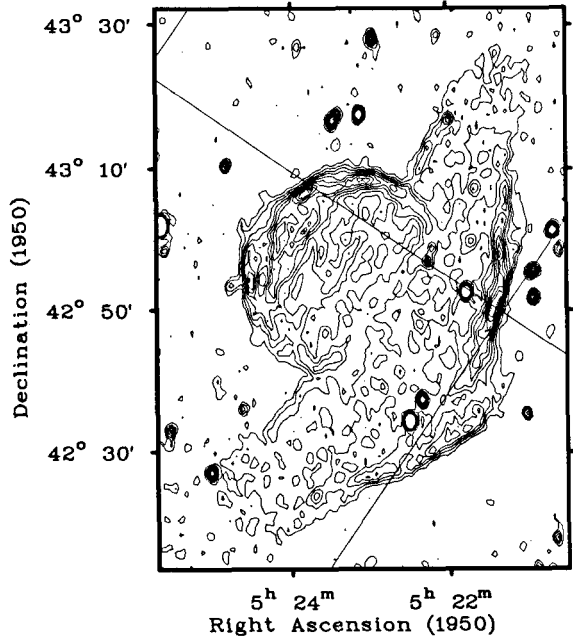 43° 30'
43° 10'
42° 50'
42° 30'
Declination (1950)
5ʰ 24ᵐ
5ʰ 22ᵐ
Right Ascension (1950)